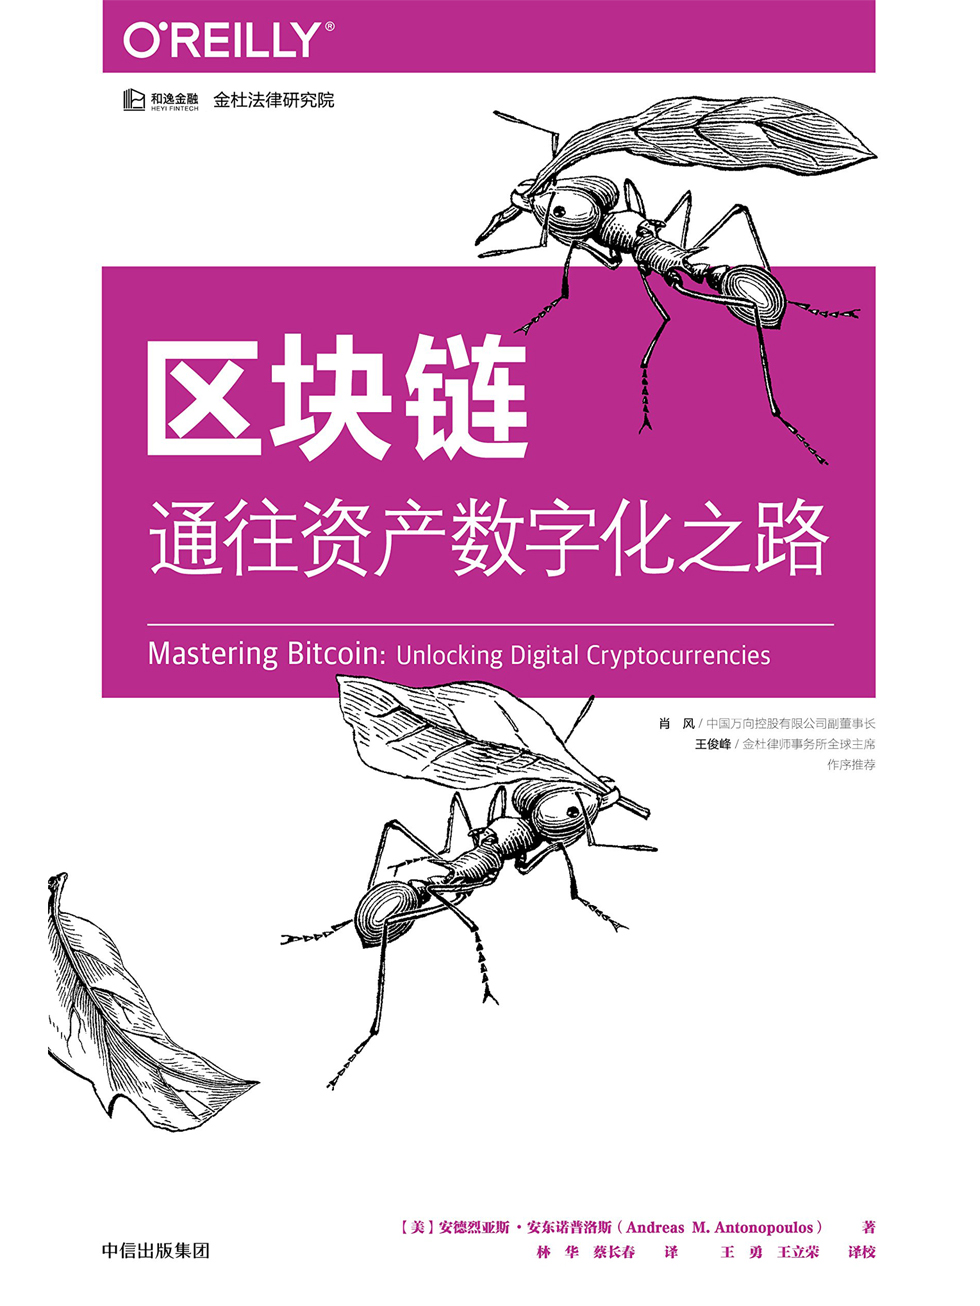 O'REILLY®
和逸金融 金杜法律研究院
HEYI FINTECH
区块链
通往资产数字化之路
Mastering Bitcoin: Unlocking Digital Cryptocurrencies
肖 风 / 中国万向控股有限公司副董事长
王俊峰 / 金杜律师事务所全球主席
作序推荐
【美】安德烈亚斯·安东诺普洛斯（Andreas M. Antonopoulos） 著
中信出版集团 林 华 蔡长春 译 王 勇 王立荣 译校